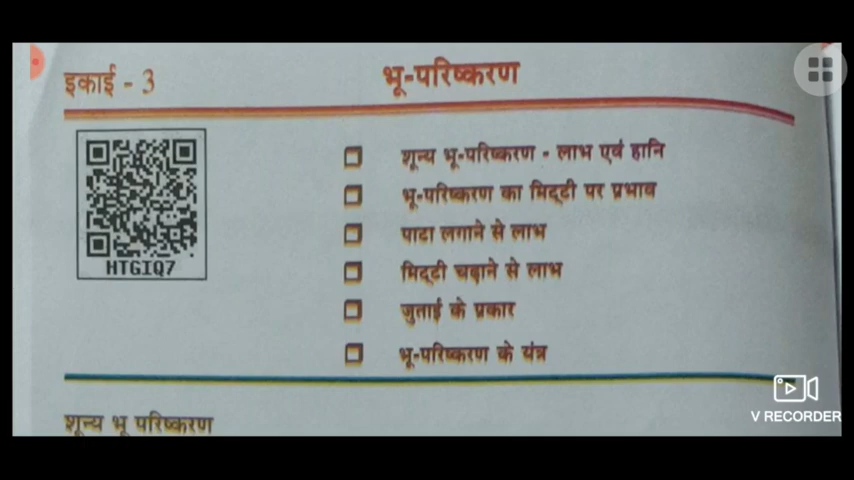 इकाई - 3
भू-परिष्करण
HTGIQ7
शून्य भू-परिष्करण - लाभ एवं हानि
भू-परिष्करण का मिट्टी पर प्रभाव
पाटा लगाने से लाभ
मिट्टी चढ़ाने से लाभ
जुताई के प्रकार
भू-परिष्करण के यंत्र
शून्य भू परिष्करण
V RECORDER